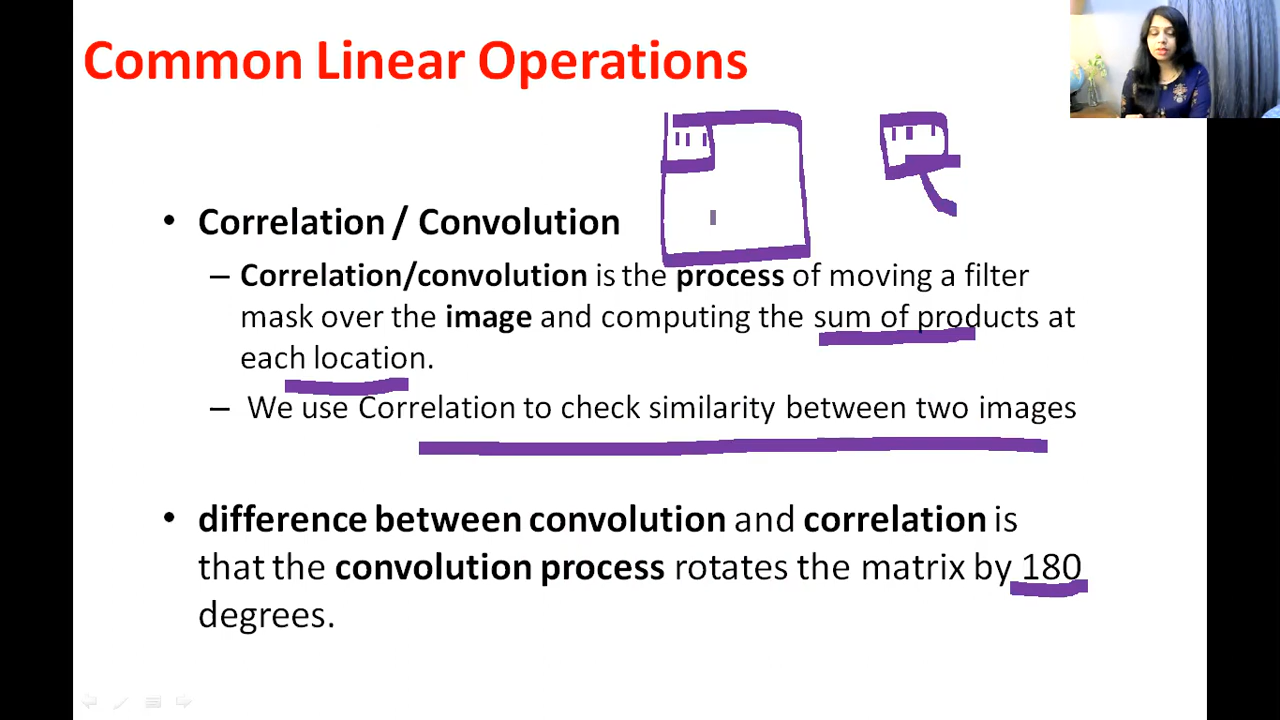 Common Linear Operations
• Correlation / Convolution
– Correlation/convolution is the process of moving a filter
mask over the image and computing the sum of products at
each location.
– We use Correlation to check similarity between two images
• difference between convolution and correlation is
that the convolution process rotates the matrix by 180
degrees.